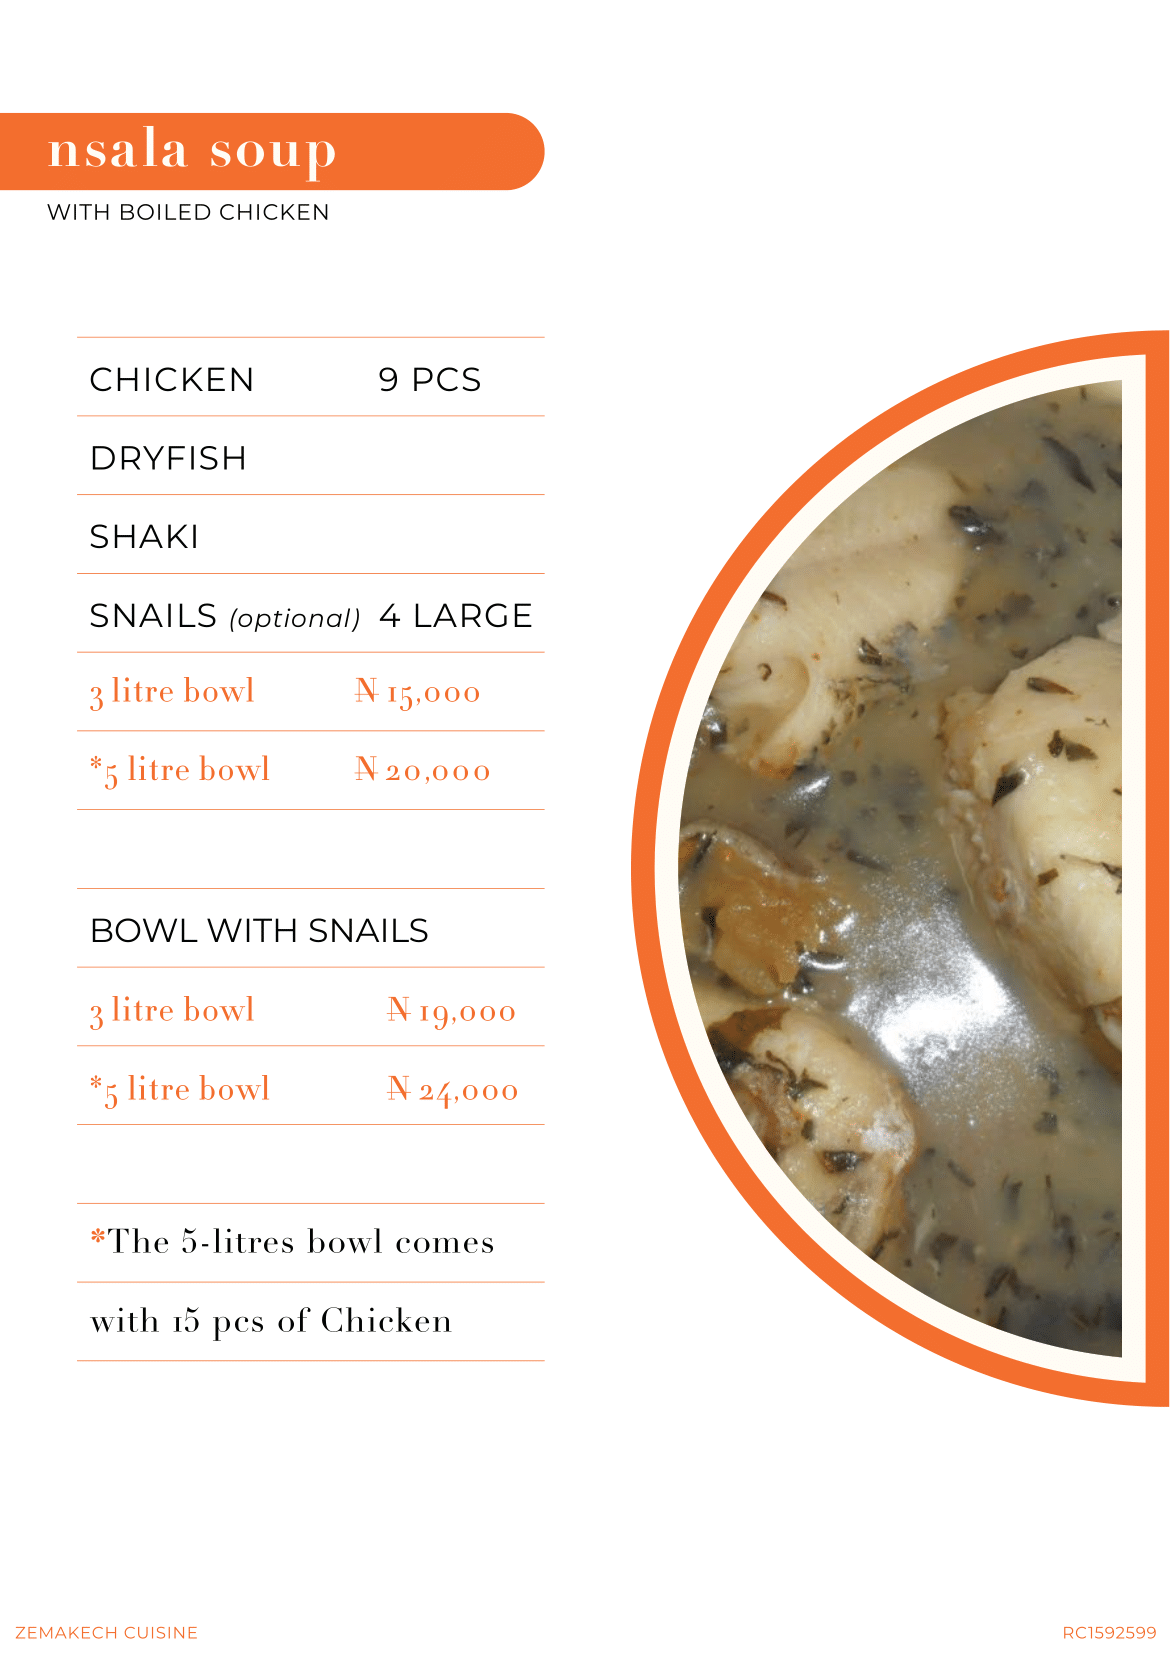 nsala soup
WITH BOILED CHICKEN
CHICKEN 9 PCS
DRYFISH
SHAKI
SNAILS (optional) 4 LARGE
3 litre bowl ₦ 15,000
*5 litre bowl ₦ 20,000
BOWL WITH SNAILS
3 litre bowl ₦ 19,000
*5 litre bowl ₦ 24,000
*The 5-litres bowl comes
with 15 pcs of Chicken
ZEMAKECH CUISINE RC1592599